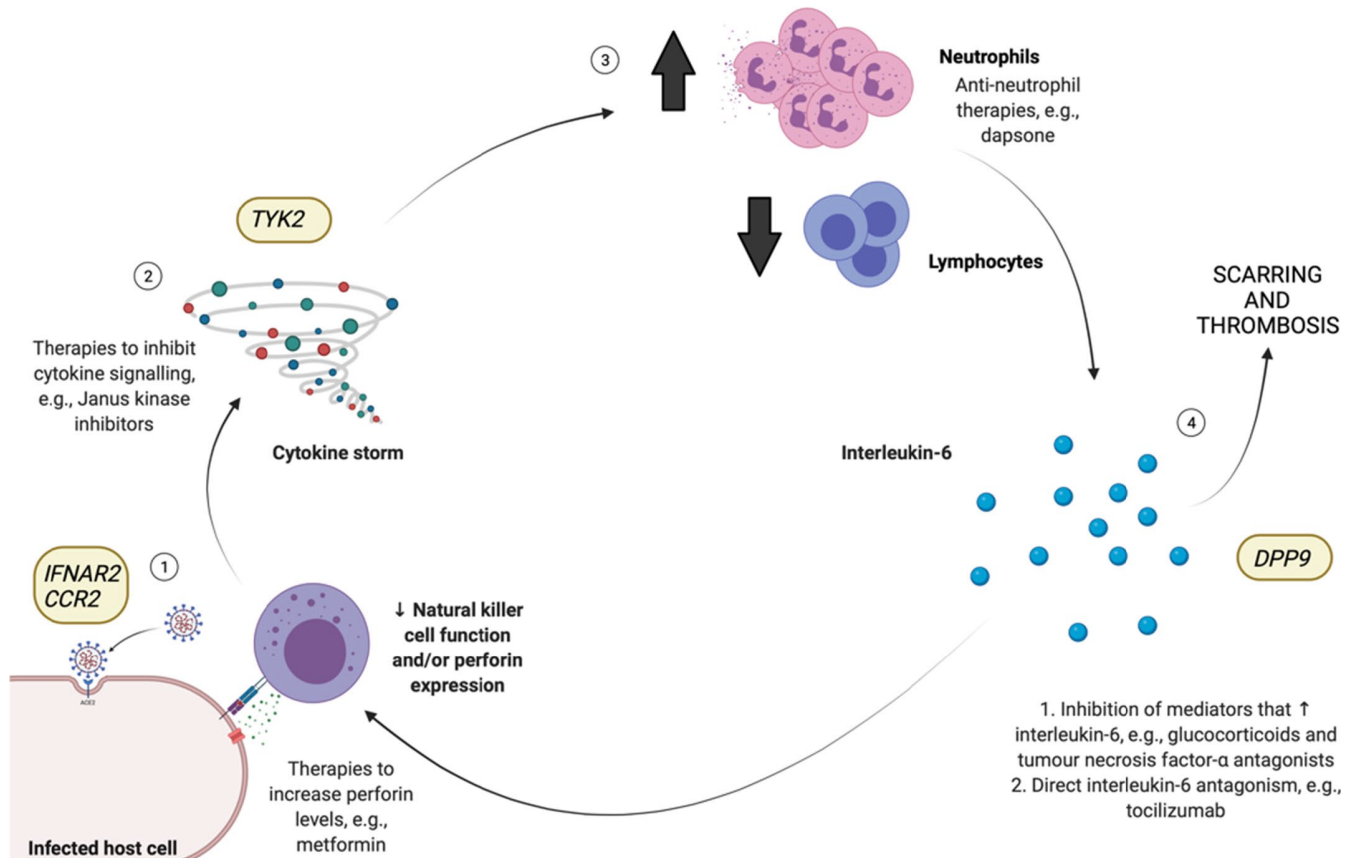 3
Neutrophils
Anti-neutrophil
therapies, e.g.,
dapsone
TYK2
2
Lymphocytes
SCARRING
AND
THROMBOSIS
Therapies to inhibit
cytokine signalling,
e.g., Janus kinase
inhibitors
Cytokine storm
Interleukin-6
4
IFNAR2
CCR2
1
DPP9
↓ Natural killer
cell function
and/or perforin
expression
ACE2
1. Inhibition of mediators that ↑
interleukin-6, e.g., glucocorticoids and
tumour necrosis factor-α antagonists
2. Direct interleukin-6 antagonism, e.g.,
tocilizumab
Therapies to
increase perforin
levels, e.g.,
metformin
Infected host cell